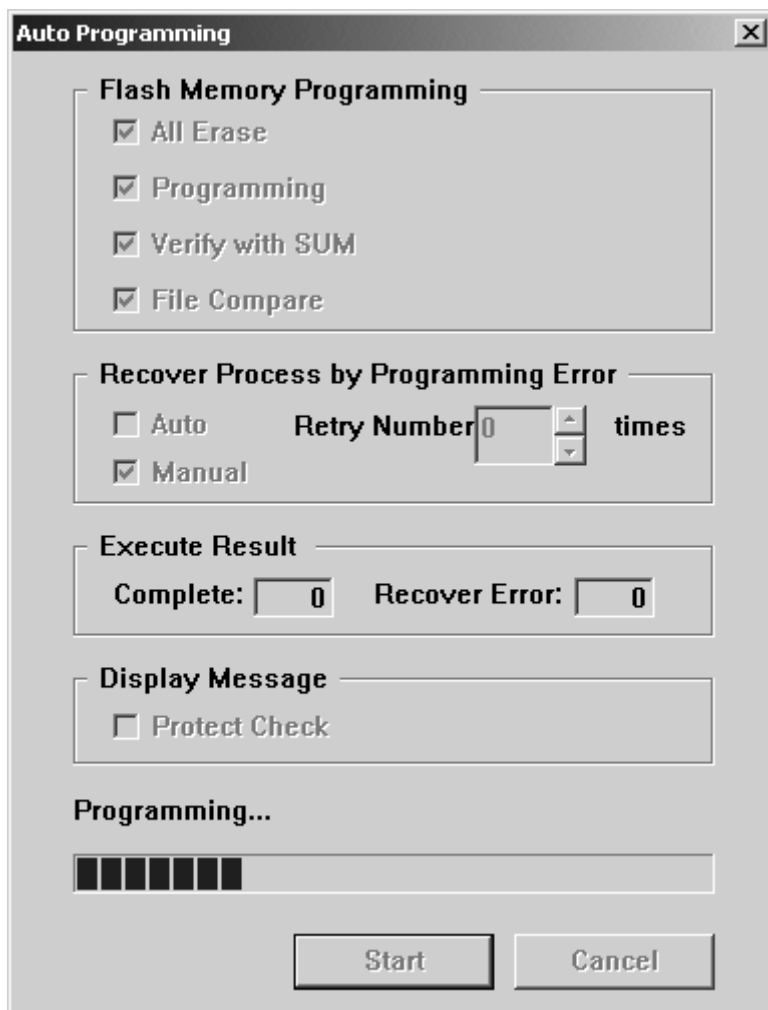 Auto Programming
Flash Memory Programming
All Erase
Programming
Verify with SUM
File Compare
Recover Process by Programming Error
Auto Retry Number 0 times
Manual
Execute Result
Complete: 0 Recover Error: 0
Display Message
Protect Check
Programming...
Start Cancel